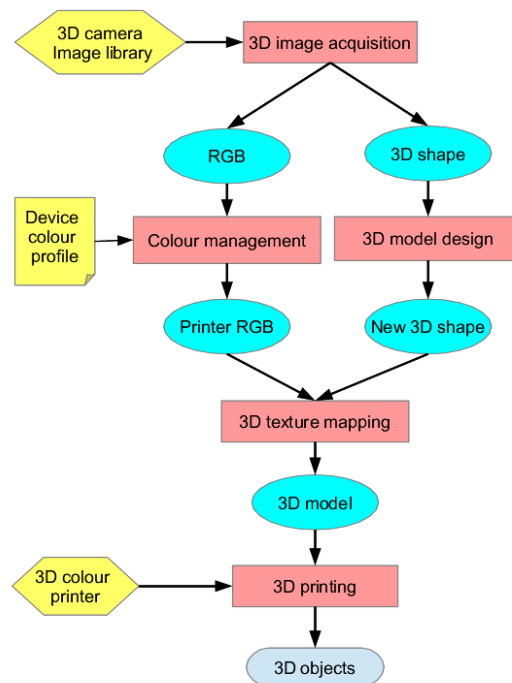 3D camera
Image library
3D image acquisition
RGB
3D shape
Device
colour
profile
Colour management
3D model design
Printer RGB
New 3D shape
3D texture mapping
3D model
3D colour
printer
3D printing
3D objects